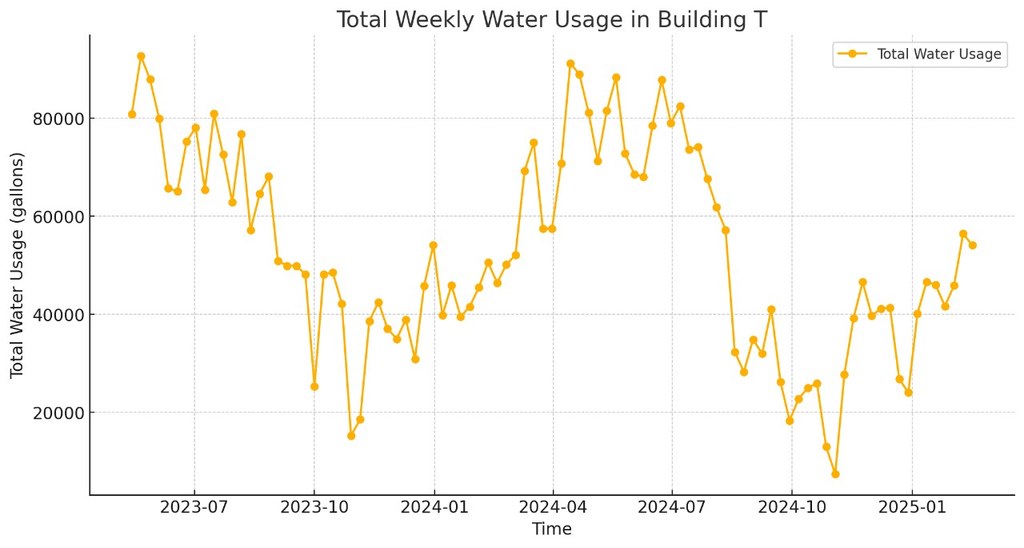 Total Weekly Water Usage in Building T
Total Water Usage
Total Water Usage (gallons)
80000
60000
40000
20000
2023-07 2023-10 2024-01 2024-04 2024-07 2024-10 2025-01
Time